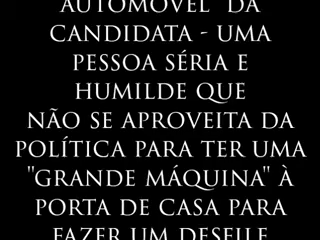 AUTOMÓVEL" DA
CANDIDATA - UMA
PESSOA SÉRIA E
HUMILDE QUE
NÃO SE APROVEITA DA
POLÍTICA PARA TER UMA
"GRANDE MÁQUINA" À
PORTA DE CASA PARA
FAZER UM DESFILE